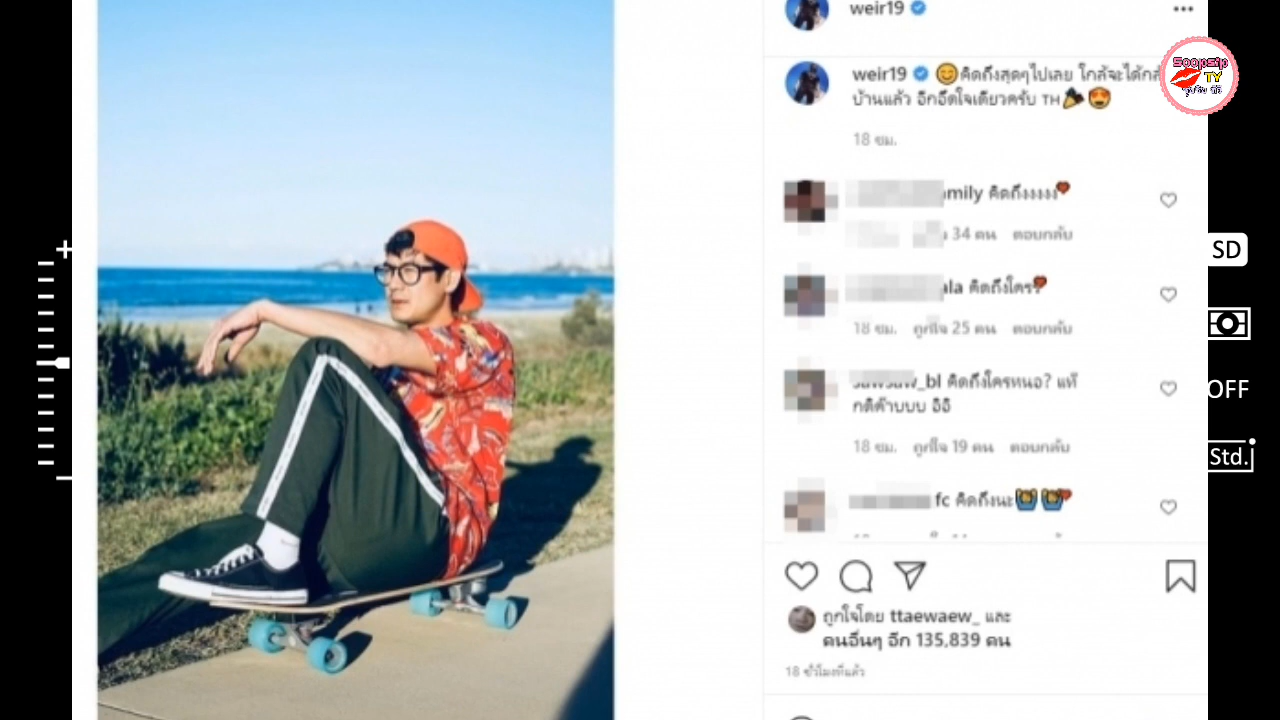 weir19
Soopsip
TV
weir19 😊คิดถึงสุดๆไปเลย ใกล้จะได้กลั
บ้านแล้ว อีกอึดใจเดียวครับ TH🎉😍
18 ชม.
amily คิดถึงงงงง❤
34 คน ตอบกลับ
ala คิดถึงใครร❤
18 ชม. ถูกใจ 25 คน ตอบกลับ
sawsaw_bl คิดถึงใครหนอ? แท้
กดิต๊าบบบ อิอิ
18 ชม. ถูกใจ 19 คน ตอบกลับ
fc คิดถึงนะ🙌🙌❤
ถูกใจโดย ttaewaew_ และ
คนอื่นๆ อีก 135,839 คน
18 ชั่วโมงที่แล้ว
SD
OFF
Std.